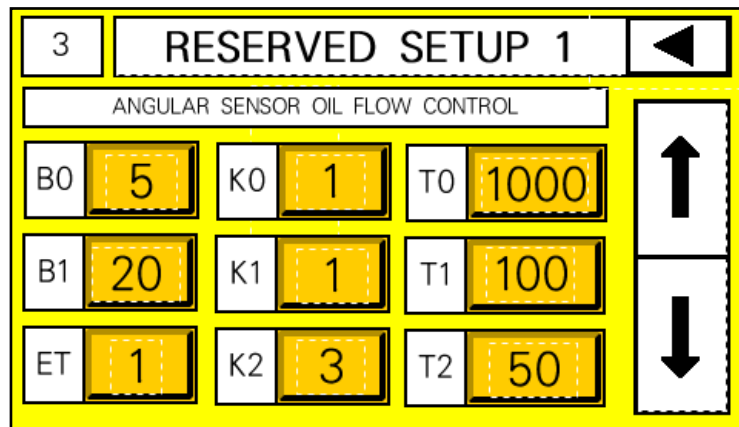 3 RESERVED SETUP 1
ANGULAR SENSOR OIL FLOW CONTROL
B0 5 K0 1 T0 1000
B1 20 K1 1 T1 100
ET 1 K2 3 T2 50